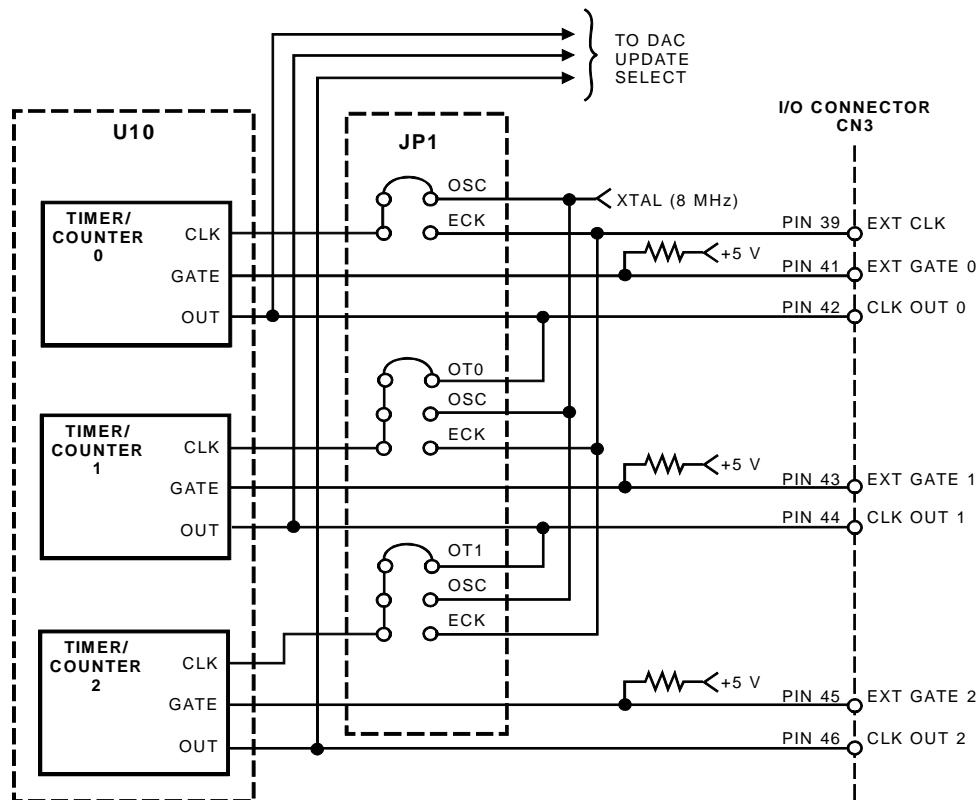 TO DAC
UPDATE
SELECT
I/O CONNECTOR
CN3
U10
JP1
OSC
XTAL (8 MHz)
TIMER/
COUNTER
0
CLK
ECK
PIN 39
EXT CLK
+5 V
GATE
PIN 41
EXT GATE 0
OUT
PIN 42
CLK OUT 0
OT0
OSC
TIMER/
COUNTER
1
CLK
ECK
+5 V
GATE
PIN 43
EXT GATE 1
OUT
PIN 44
CLK OUT 1
OT1
OSC
ECK
TIMER/
COUNTER
2
CLK
+5 V
GATE
PIN 45
EXT GATE 2
OUT
PIN 46
CLK OUT 2